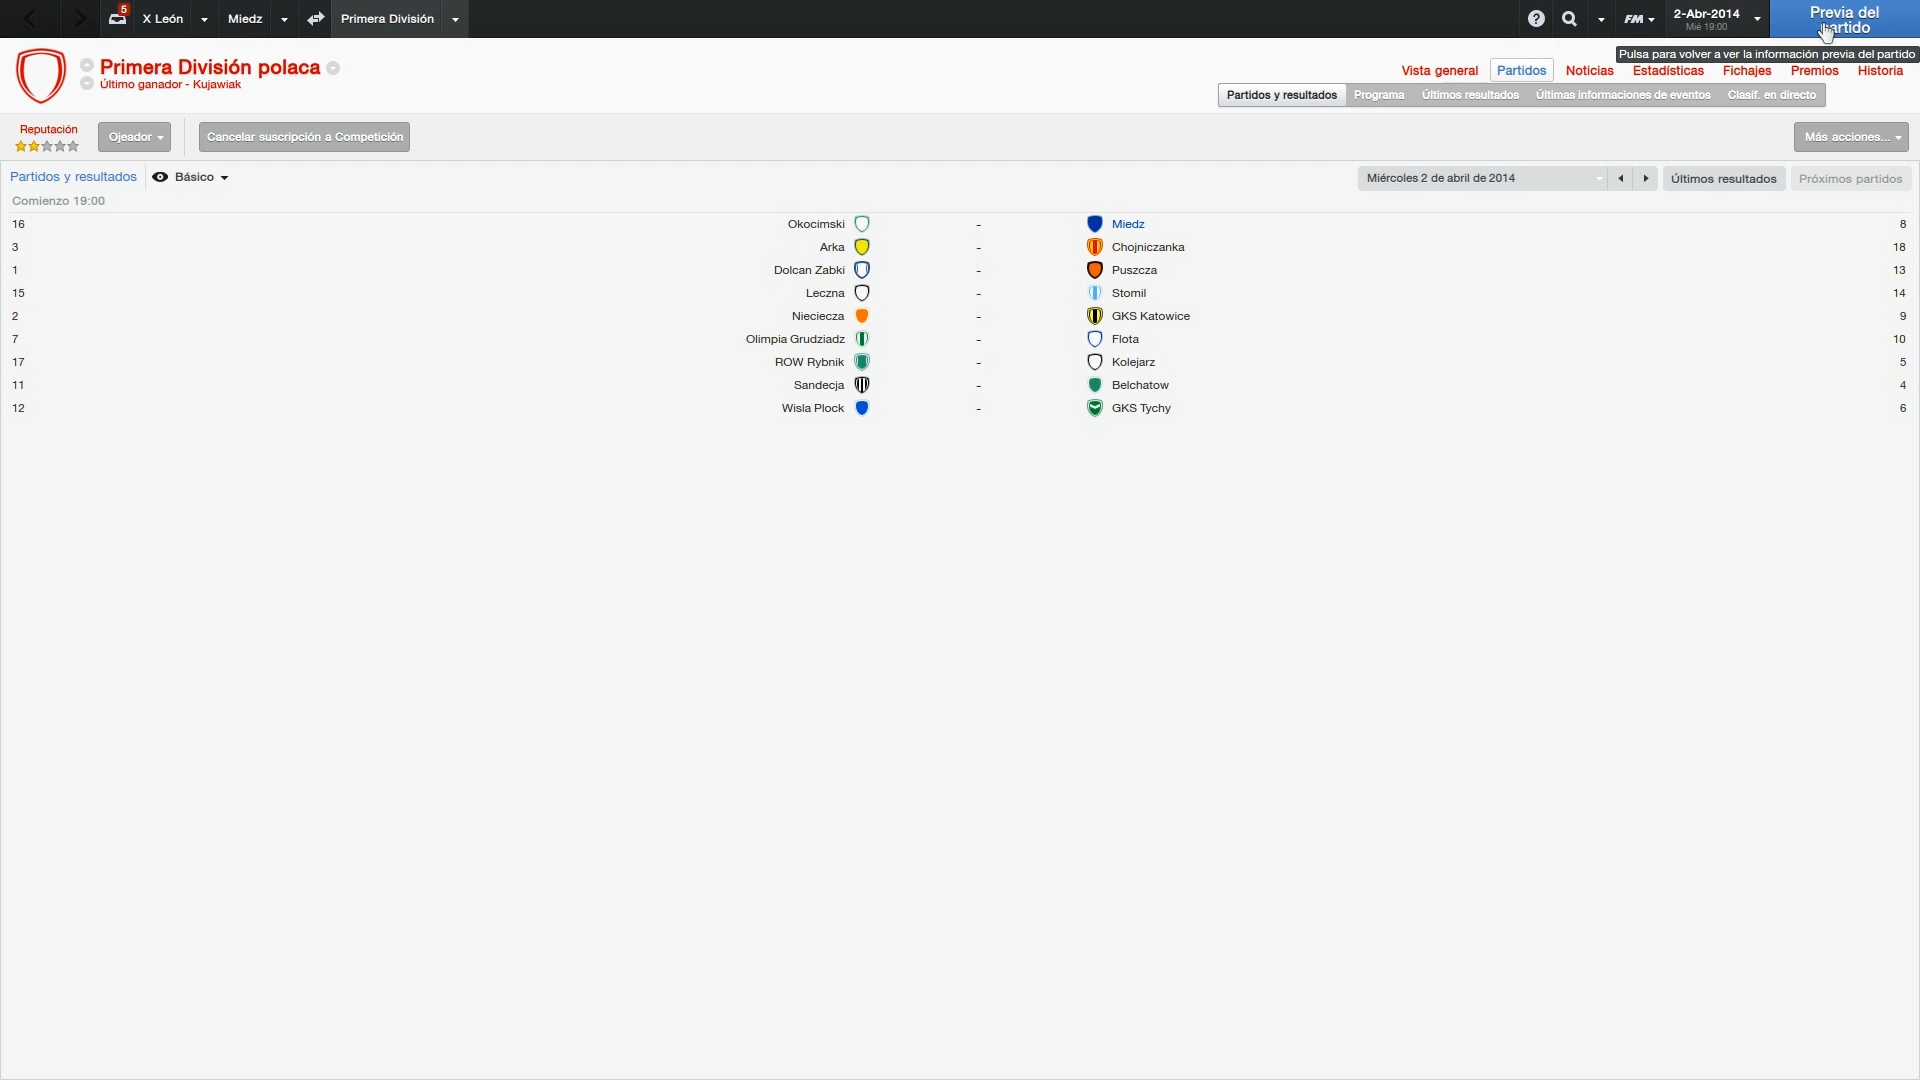 5
X León
Miedz
Primera División
FM
2-Abr-2014
Mié 19:00
Previa del
partido
Pulsa para volver a ver la información previa del partido
Primera División polaca
Último ganador - Kujawiak
Vista general Partidos Noticias Estadísticas Fichajes Premios Historia
Partidos y resultados Programa Últimos resultados Últimas informaciones de eventos Clasif. en directo
Reputación
Ojeador
Cancelar suscripción a Competición
Más acciones...
Partidos y resultados Básico Miércoles 2 de abril de 2014 Últimos resultados Próximos partidos
Comienzo 19:00
16 Okocimski - Miedz 8
3 Arka - Chojniczanka 18
1 Dolcan Zabki - Puszcza 13
15 Leczna - Stomil 14
2 Nieciecza - GKS Katowice 9
7 Olimpia Grudziadz - Flota 10
17 ROW Rybnik - Kolejarz 5
11 Sandecja - Belchatow 4
12 Wisla Plock - GKS Tychy 6